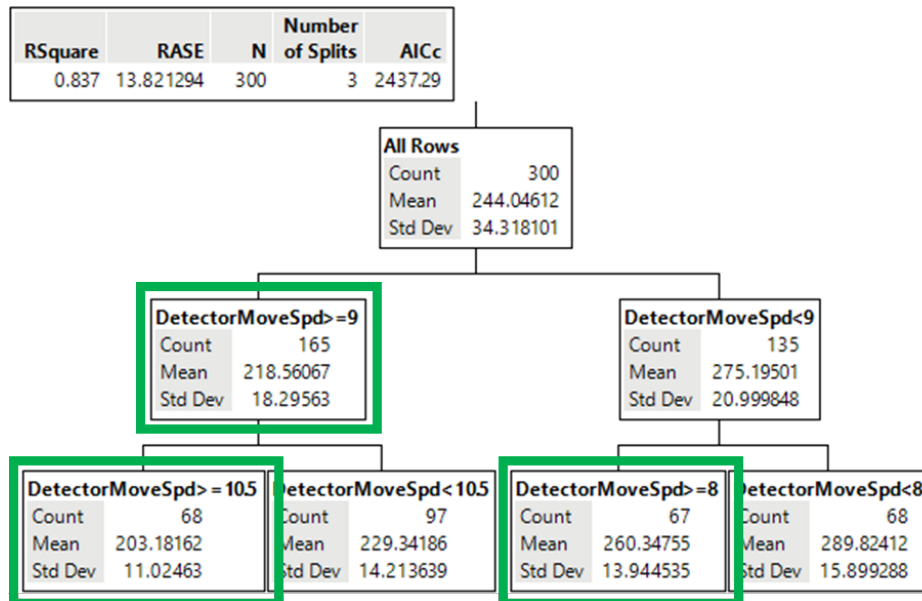 Number
RSquare RASE N of Splits AICc
0.837 13.821294 300 3 2437.29
All Rows
Count 300
Mean 244.04612
Std Dev 34.318101
DetectorMoveSpd>=9
Count 165
Mean 218.56067
Std Dev 18.29563
DetectorMoveSpd<9
Count 135
Mean 275.19501
Std Dev 20.999848
DetectorMoveSpd>=10.5
Count 68
Mean 203.18162
Std Dev 11.02463
DetectorMoveSpd<10.5
Count 97
Mean 229.34186
Std Dev 14.213639
DetectorMoveSpd>=8
Count 67
Mean 260.34755
Std Dev 13.944535
DetectorMoveSpd<8
Count 68
Mean 289.82412
Std Dev 15.899288